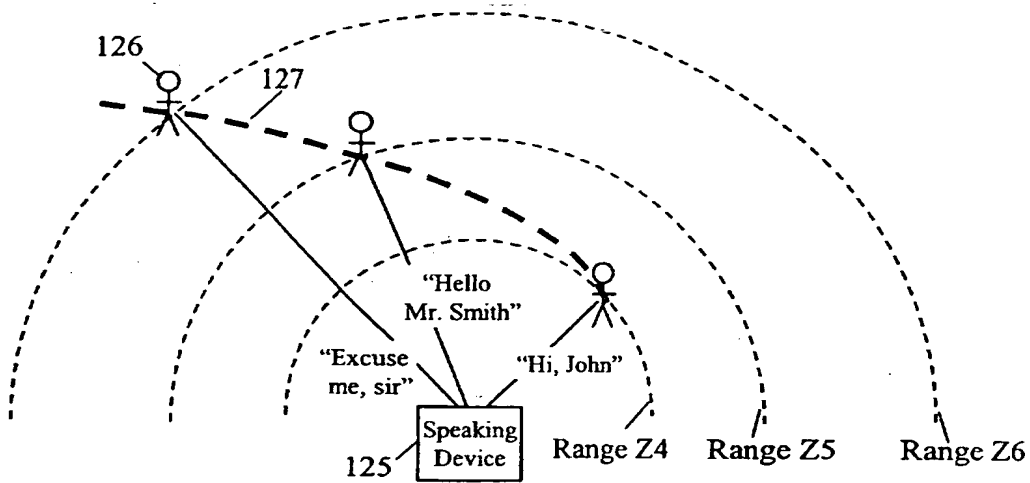 126
127
“Hello
Mr. Smith”
“Excuse
me, sir”
“Hi, John”
Speaking
Device
125
Range Z4
Range Z5
Range Z6